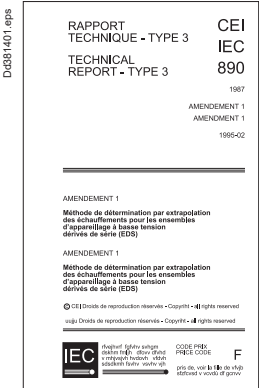 Dd381401.eps
RAPPORT
TECHNIQUE - TYPE 3
TECHNICAL
REPORT - TYPE 3
CEI
IEC
890
1987
AMENDEMENT 1
AMENDMENT 1
1995-02
AMENDEMENT 1
Méthode de détermination par extrapolation
des échauffements pour les ensembles
d'appareillage à basse tension
dérivés de série (EDS)
AMENDEMENT 1
Méthode de détermination par extrapolation
des échauffements pour les ensembles
d'appareillage à basse tension
dérivés de série (EDS)
© CEI Droids de reproduction réservés - Copyriht - all rights reserved
Droids de reproduction réservés - Copyriht - all rights reserved
IEC
CODE PRIX
PRICE CODE
F